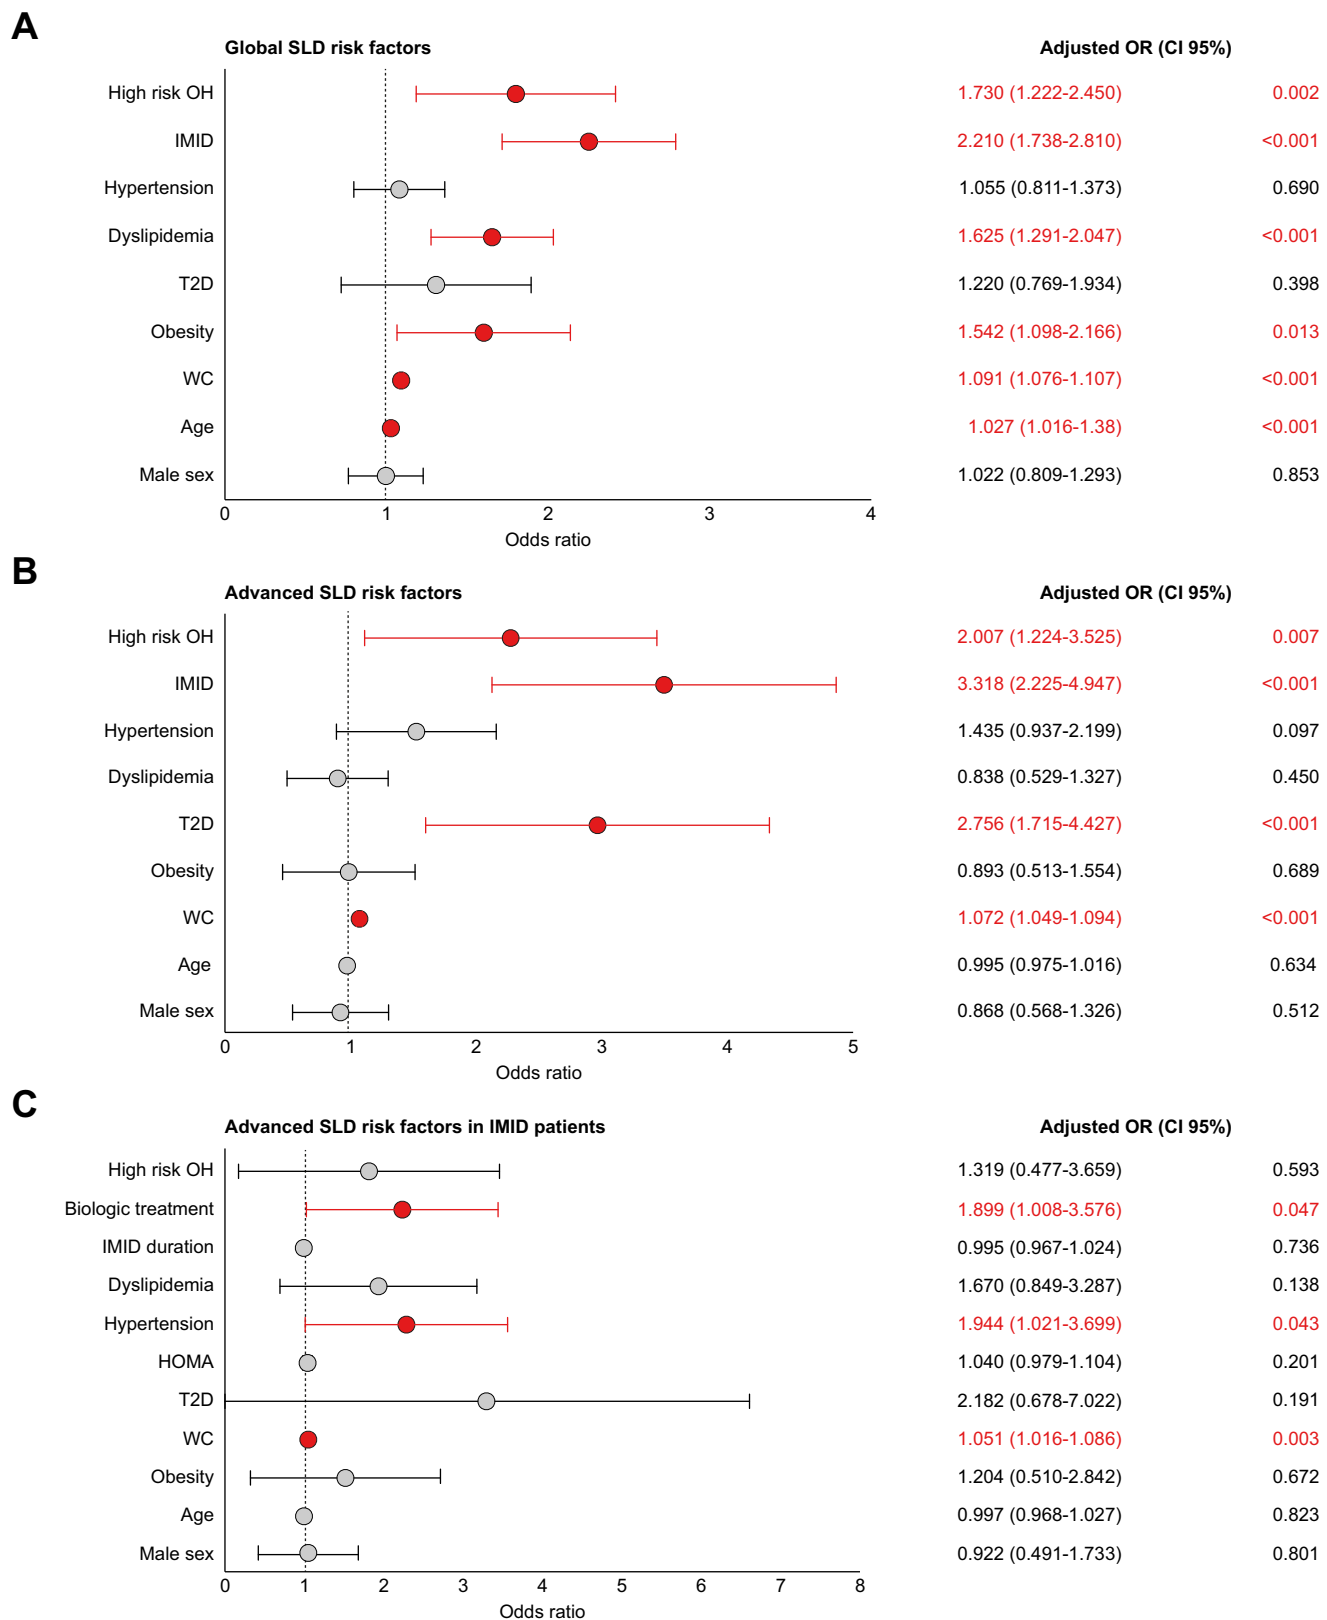 A
Global SLD risk factors Adjusted OR (CI 95%)
High risk OH 1.730 (1.222-2.450) 0.002
IMID 2.210 (1.738-2.810) <0.001
Hypertension 1.055 (0.811-1.373) 0.690
Dyslipidemia 1.625 (1.291-2.047) <0.001
T2D 1.220 (0.769-1.934) 0.398
Obesity 1.542 (1.098-2.166) 0.013
WC 1.091 (1.076-1.107) <0.001
Age 1.027 (1.016-1.38) <0.001
Male sex 1.022 (0.809-1.293) 0.853
0 1 2 3 4
Odds ratio
B
Advanced SLD risk factors Adjusted OR (CI 95%)
High risk OH 2.007 (1.224-3.525) 0.007
IMID 3.318 (2.225-4.947) <0.001
Hypertension 1.435 (0.937-2.199) 0.097
Dyslipidemia 0.838 (0.529-1.327) 0.450
T2D 2.756 (1.715-4.427) <0.001
Obesity 0.893 (0.513-1.554) 0.689
WC 1.072 (1.049-1.094) <0.001
Age 0.995 (0.975-1.016) 0.634
Male sex 0.868 (0.568-1.326) 0.512
0 1 2 3 4 5
Odds ratio
C
Advanced SLD risk factors in IMID patients Adjusted OR (CI 95%)
High risk OH 1.319 (0.477-3.659) 0.593
Biologic treatment 1.899 (1.008-3.576) 0.047
IMID duration 0.995 (0.967-1.024) 0.736
Dyslipidemia 1.670 (0.849-3.287) 0.138
Hypertension 1.944 (1.021-3.699) 0.043
HOMA 1.040 (0.979-1.104) 0.201
T2D 2.182 (0.678-7.022) 0.191
WC 1.051 (1.016-1.086) 0.003
Obesity 1.204 (0.510-2.842) 0.672
Age 0.997 (0.968-1.027) 0.823
Male sex 0.922 (0.491-1.733) 0.801
0 1 2 3 4 5 6 7 8
Odds ratio